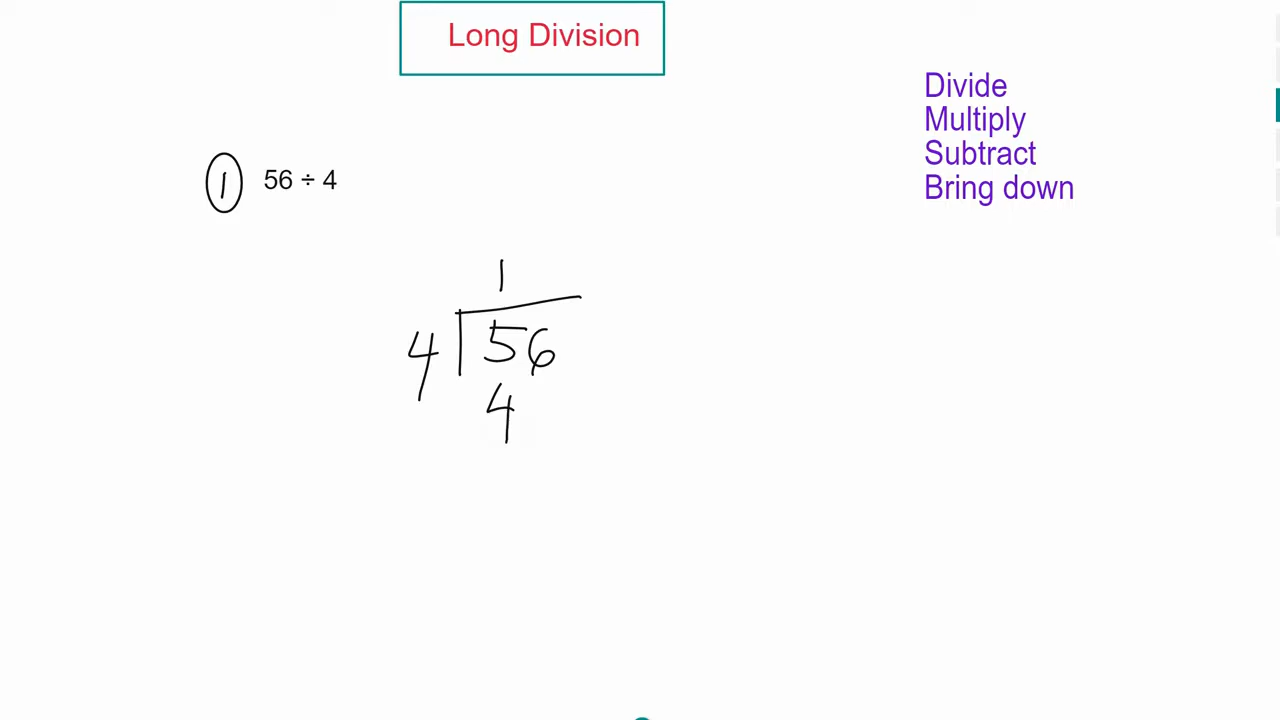 Long Division
Divide
Multiply
Subtract
Bring down
1 56 ÷ 4
1
4 56
4